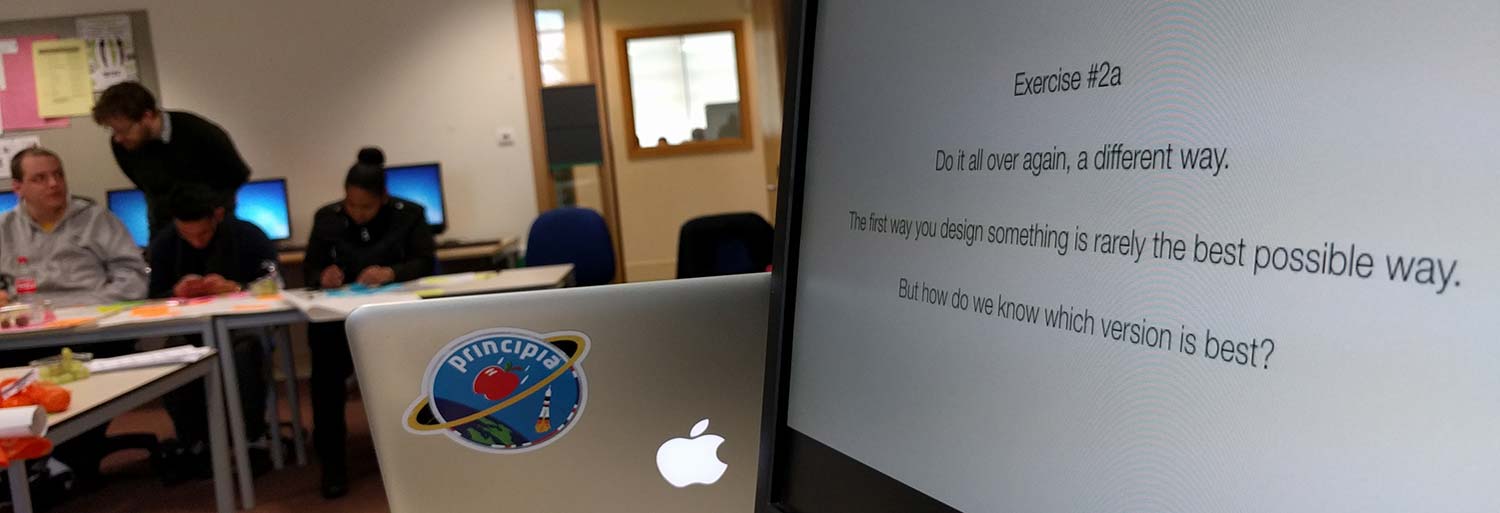 principia
Exercise #2a
Do it all over again, a different way.
The first way you design something is rarely the best possible way.
But how do we know which version is best?